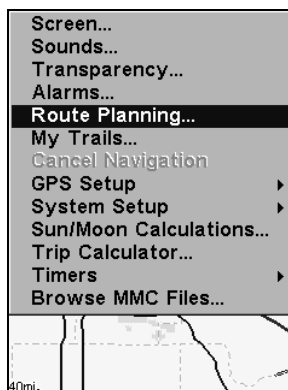 Screen...
Sounds...
Transparency...
Alarms...
Route Planning...
My Trails...
Cancel Navigation
GPS Setup
System Setup
Sun/Moon Calculations...
Trip Calculator...
Timers
Browse MMC Files...
40mi.